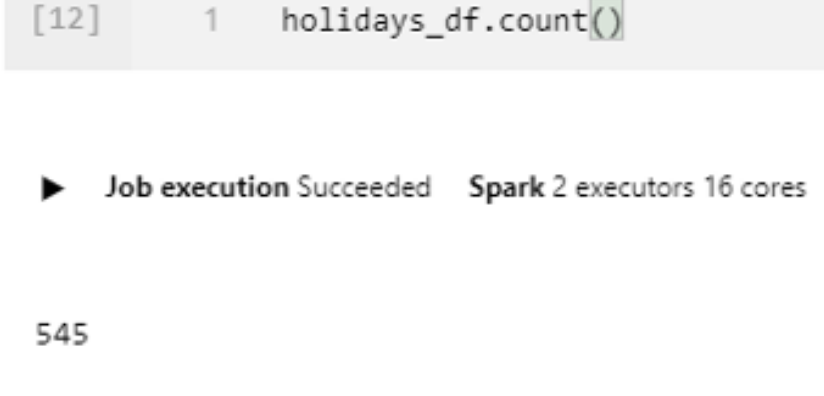 [12] 1 holidays_df.count()
Job execution Succeeded Spark 2 executors 16 cores
545